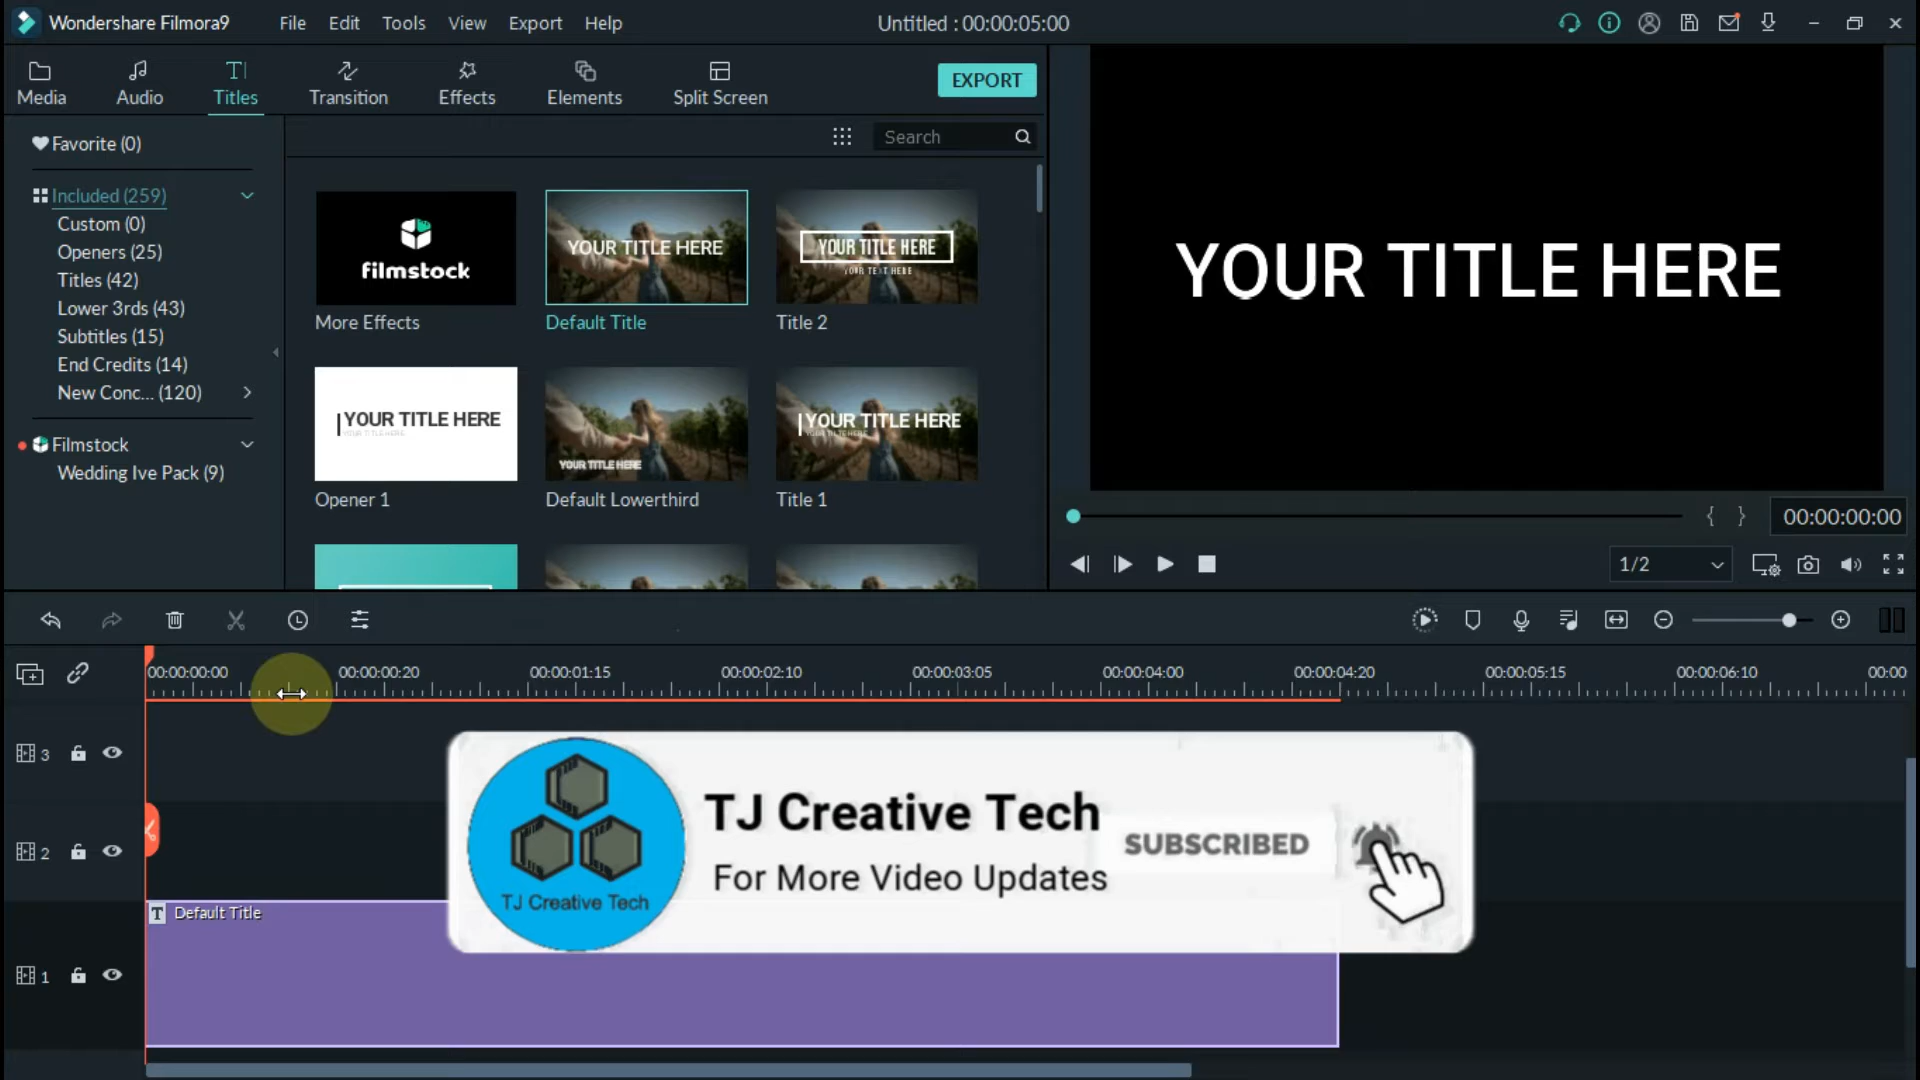 Wondershare Filmora9
File Edit Tools View Export Help
Untitled : 00:00:05:00
Media Audio Titles Transition Effects Elements Split Screen
EXPORT
Favorite (0)
Search
Included (259)
Custom (0)
Openers (25)
Titles (42)
Lower 3rds (43)
Subtitles (15)
End Credits (14)
New Conc... (120)
Filmstock
Wedding Ive Pack (9)
filmstock
More Effects
YOUR TITLE HERE
Default Title
YOUR TITLE HERE
YOUR TEXT HERE
Title 2
YOUR TITLE HERE
Opener 1
YOUR TITLE HERE
Default Lowerthird
YOUR TITLE HERE
Title 1
YOUR TITLE HERE
{ } 00:00:00:00
1/2
00:00:00:00 00:00:00:20 00:00:01:15 00:00:02:10 00:00:03:05 00:00:04:00 00:00:04:20 00:00:05:15 00:00:06:10 00:00
3
2
T Default Title
1
TJ Creative Tech
TJ Creative Tech
For More Video Updates
SUBSCRIBED